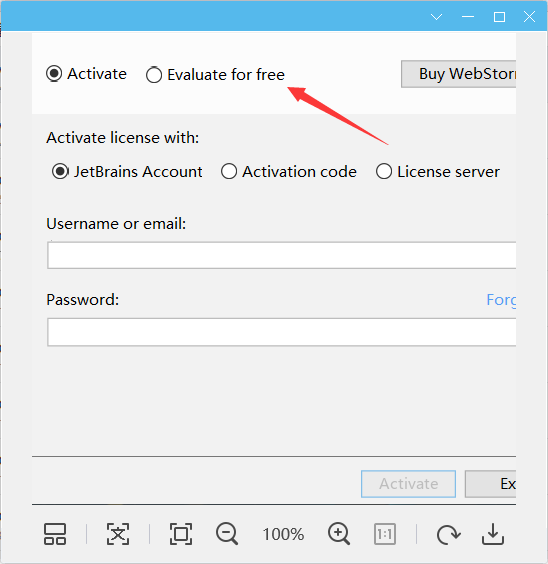 Activate Evaluate for free Buy WebStorm
Activate license with:
JetBrains Account Activation code License server
Username or email:
Password: Forg
Activate Ex
100%
1:1